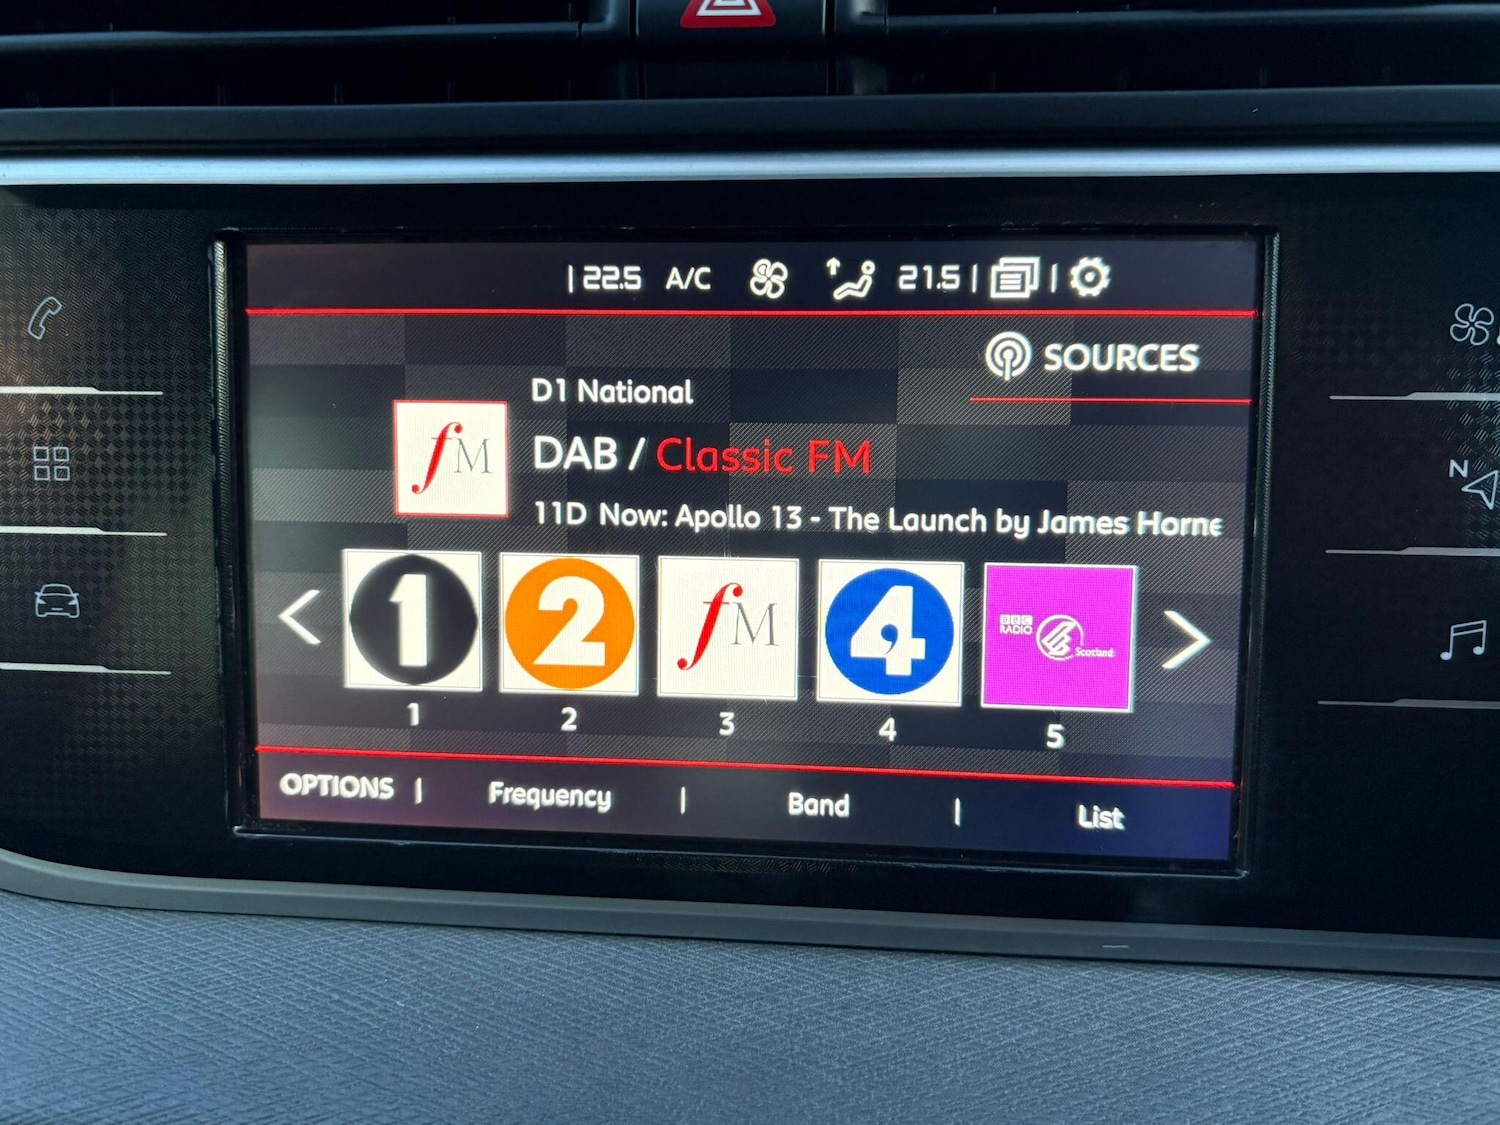 22.5 A/C 21.5
SOURCES
D1 National
fM
DAB / Classic FM
11D Now: Apollo 13 - The Launch by James Horne
1 2 fM 4 BBC RADIO Scotland
1 2 3 4 5
OPTIONS Frequency Band List
N